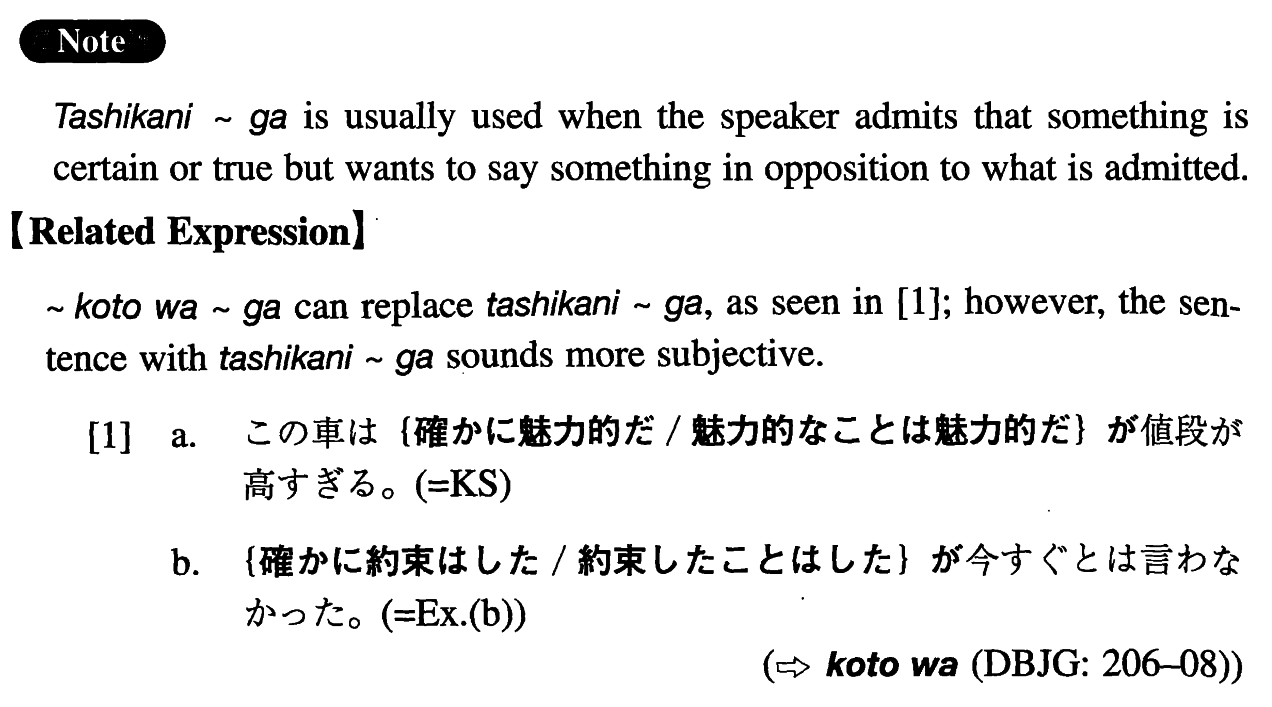 Note
Tashikani ~ ga is usually used when the speaker admits that something is
certain or true but wants to say something in opposition to what is admitted.
【Related Expression】
~ koto wa ~ ga can replace tashikani ~ ga, as seen in [1]; however, the sen-
tence with tashikani ~ ga sounds more subjective.
[1] a. この車は {確かに魅力的だ / 魅力的なことは魅力的だ} が値段が
高すぎる。(=KS)
b. {確かに約束はした / 約束したことはした} が今すぐとは言わな
かった。(=Ex.(b))
(⇨ koto wa (DBJG: 206–08))